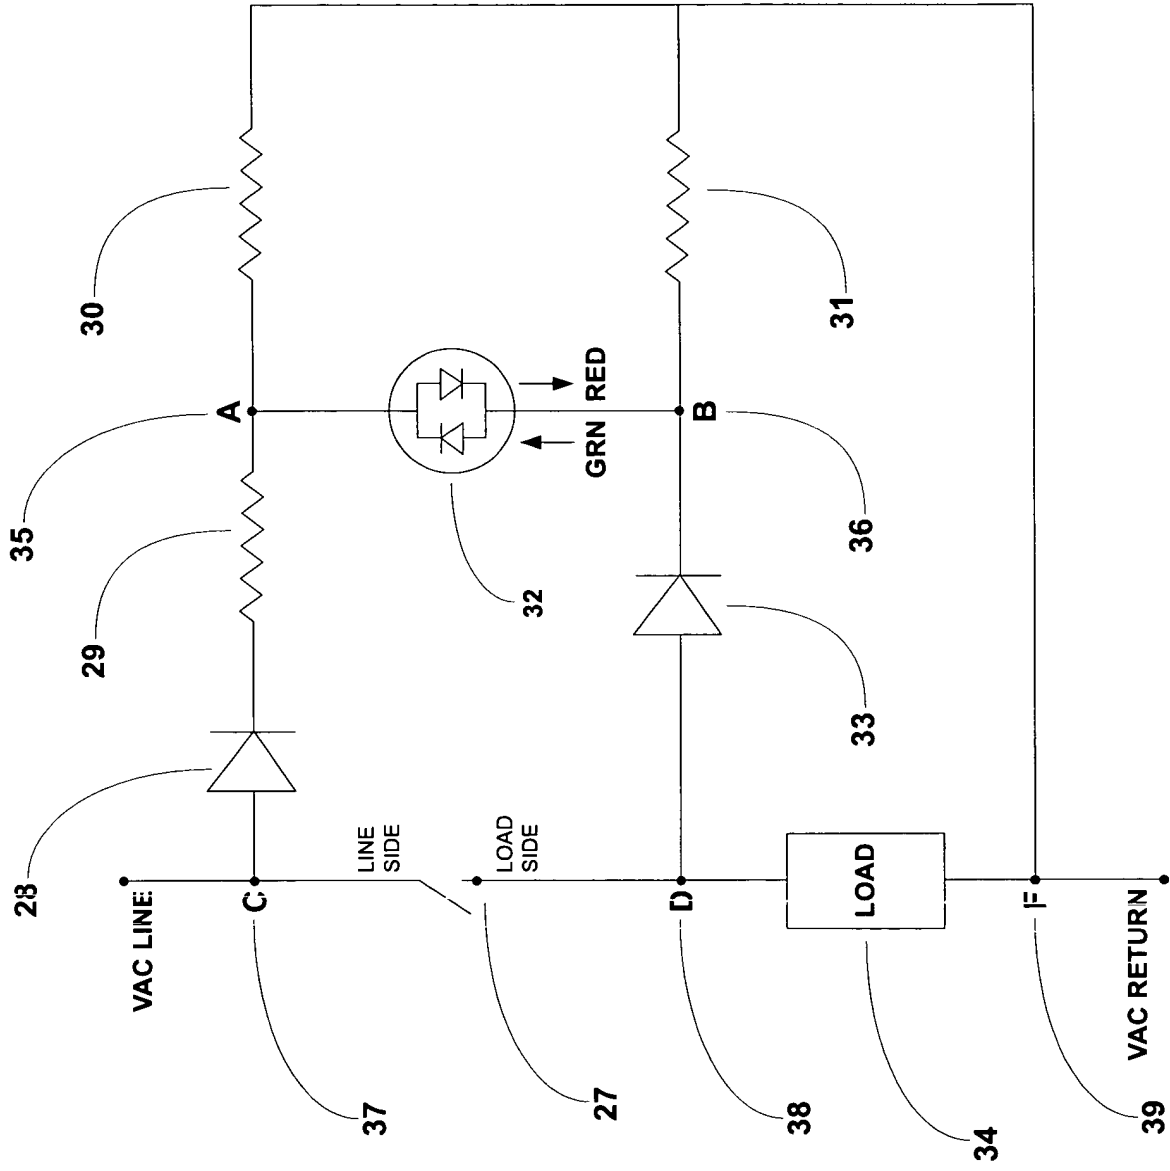 28
35
29
30
VAC LINE
C
A
37
LINE
SIDE
LOAD
SIDE
32
27
GRN
RED
D
B
38
33
36
31
LOAD
34
F
VAC RETURN
39